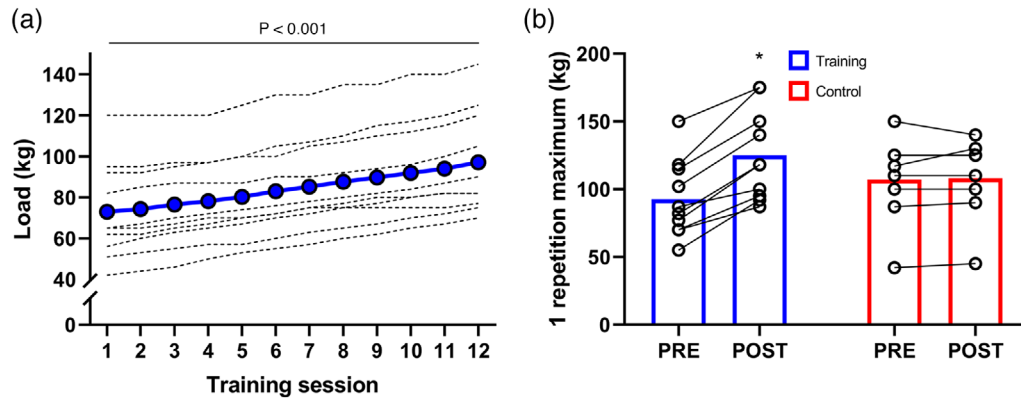 (a)
P < 0.001
Load (kg)
140
120
100
80
60
40
0
1 2 3 4 5 6 7 8 9 10 11 12
Training session
(b)
1 repetition maximum (kg)
200
150
100
50
0
*
Training
Control
PRE POST PRE POST